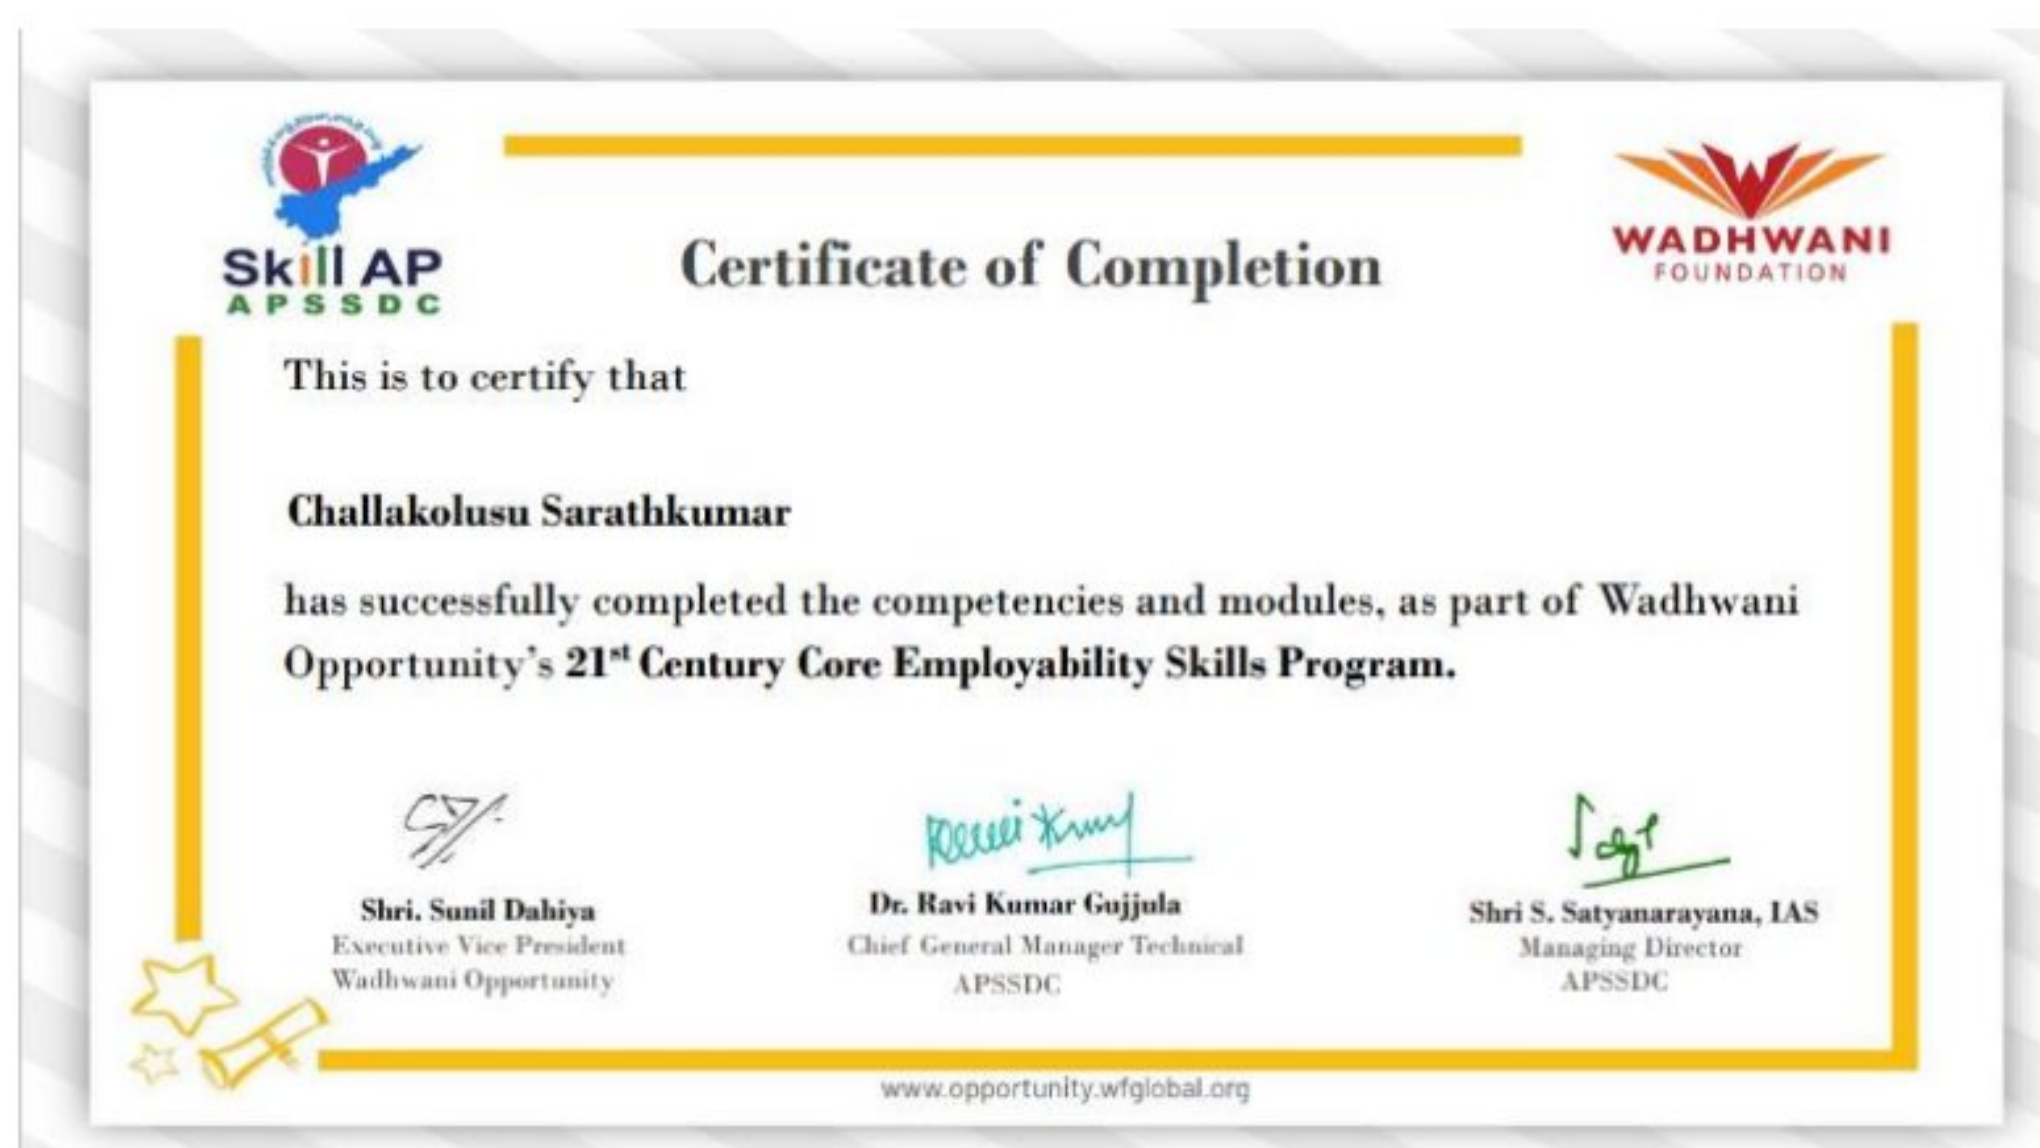 Skill AP
APSSDC
WADHWANI
FOUNDATION
Certificate of Completion
This is to certify that
Challakolusu Sarathkumar
has successfully completed the competencies and modules, as part of Wadhwani
Opportunity's 21st Century Core Employability Skills Program.
Shri. Sunil Dahiya
Executive Vice President
Wadhwani Opportunity
Dr. Ravi Kumar Gujjula
Chief General Manager Technical
APSSDC
Shri S. Satyanarayana, IAS
Managing Director
APSSDC
www.opportunity.wfglobal.org